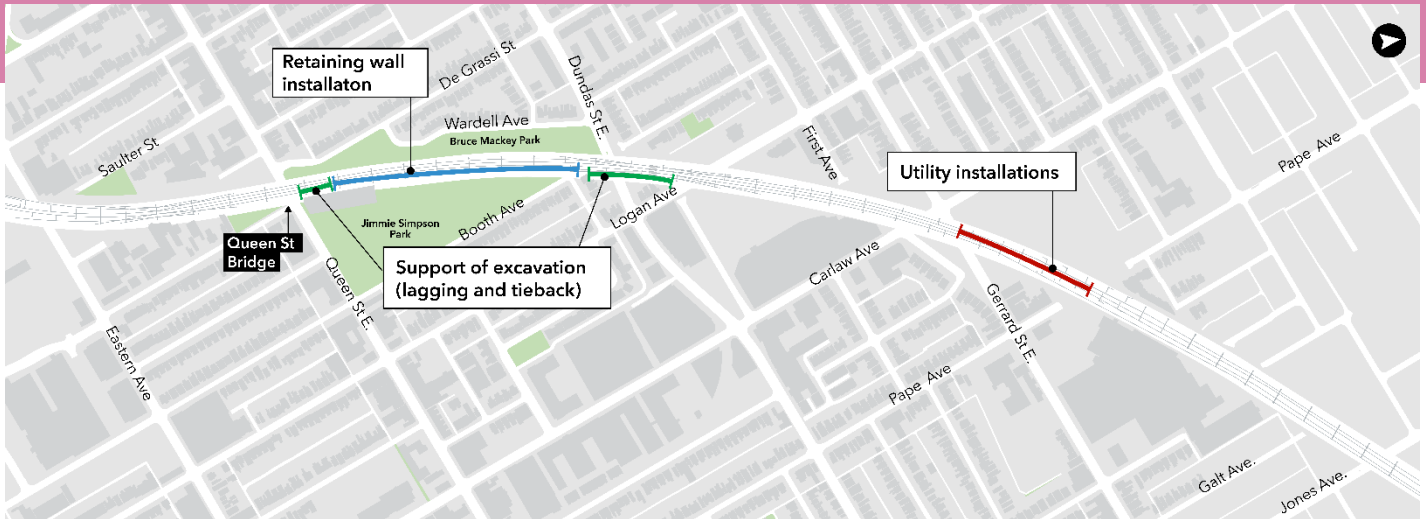 Retaining wall
installaton
De Grassi St
Dundas St E.
Wardell Ave
Bruce Mackey Park
Saulter St
First Ave
Pape Ave
Utility installations
Logan Ave
Booth Ave
Jimmie Simpson
Park
Queen St
Bridge
Support of excavation
(lagging and tieback)
Carlaw Ave
Queen St E.
Gerrard St E.
Eastern Ave
Pape Ave
Galt Ave.
Jones Ave.